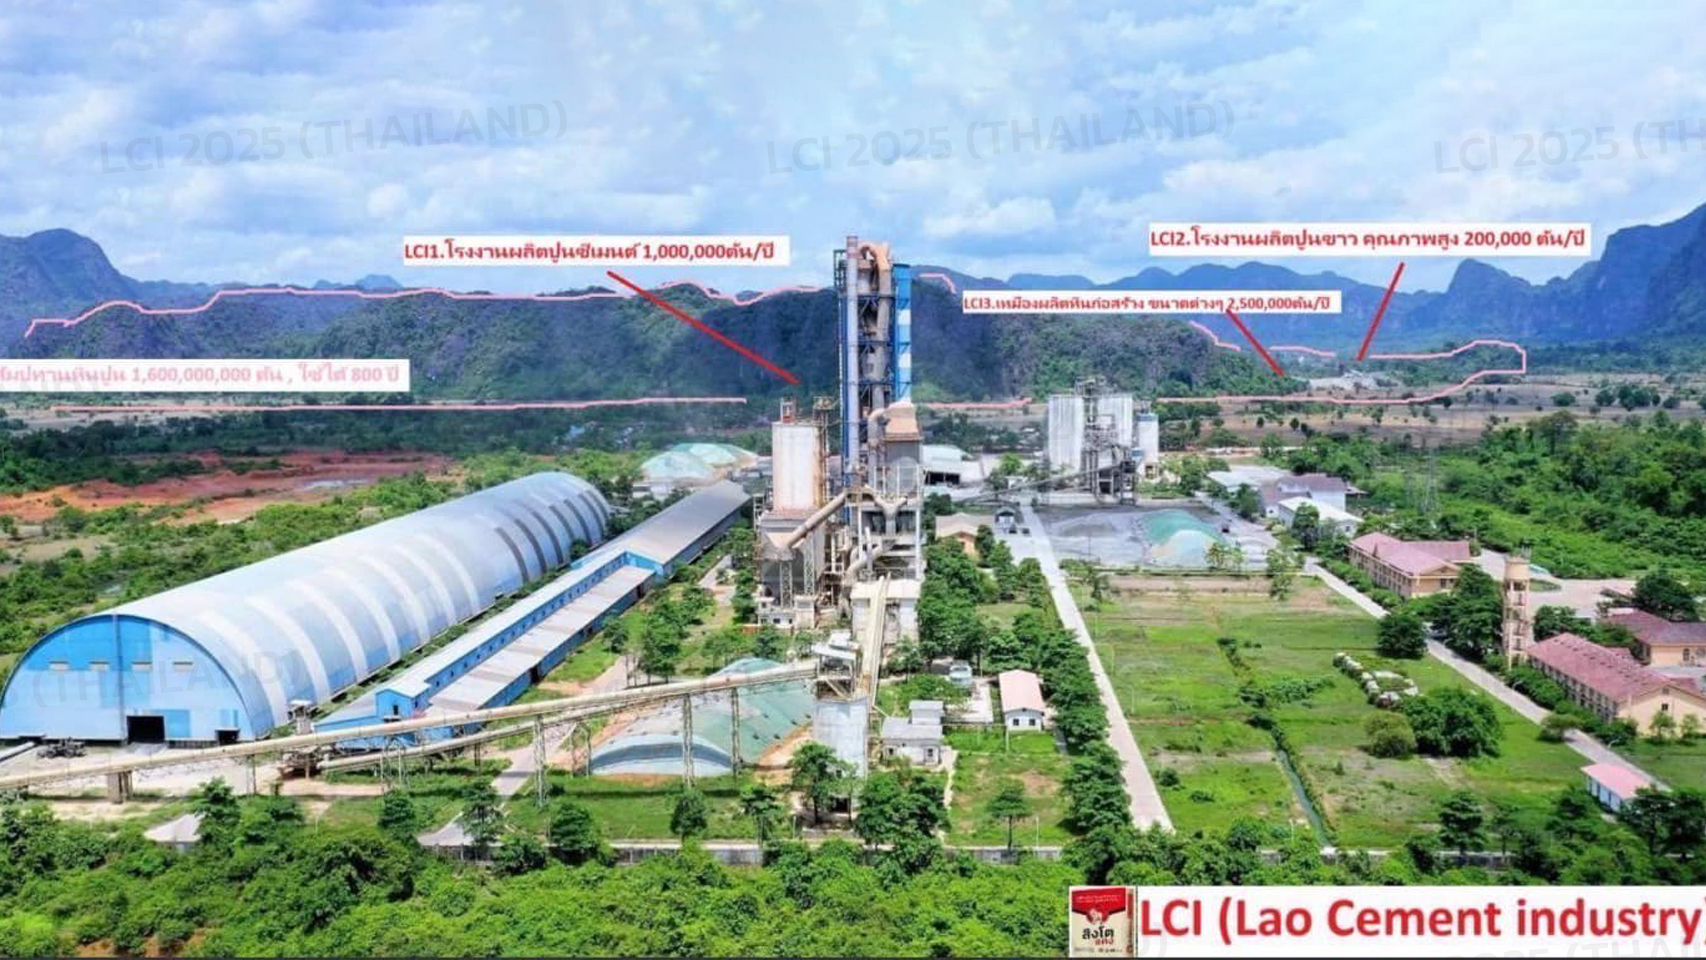 LCI 2025 (THAILAND)
LCI 2025 (THAILAND)
LCI 2025 (TH
LCI1.โรงงานผลิตปูนซีเมนต์ 1,000,000ตัน/ปี
LCI2.โรงงานผลิตปูนขาว คุณภาพสูง 200,000 ตัน/ปี
LCI3.เหมืองผลิตหินก่อสร้าง ขนาดต่างๆ 2,500,000ตัน/ปี
สัมปทานหินปูน 1,600,000,000 ตัน , ใช้ได้ 800 ปี
(THAILAND)
สิงโต
LCI (Lao Cement industry)